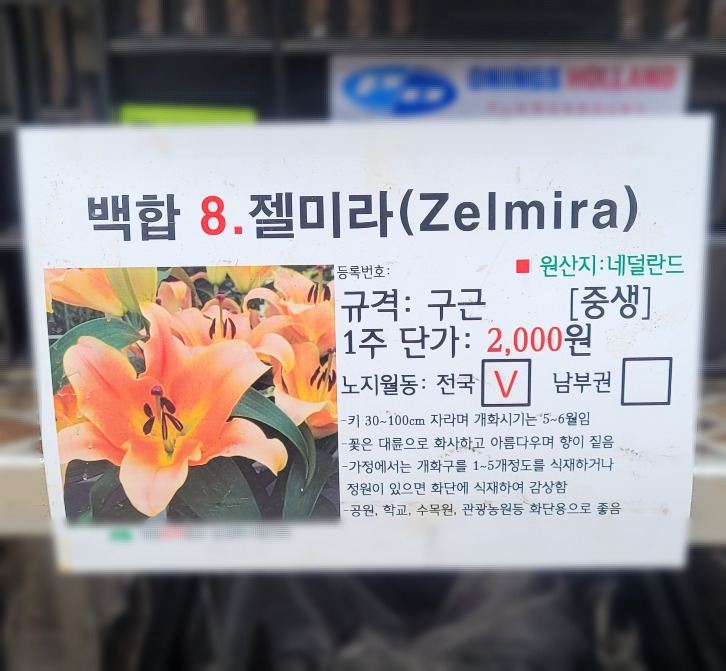 ONINGS HOLLAND
백합 8.젤미라(Zelmira)
등록번호:
■ 원산지:네덜란드
규격: 구근 [중생]
1주 단가: 2,000원
노지월동: 전국 V 남부권
-키 30~100cm 자라며 개화시기는 5~6월임
-꽃은 대륜으로 화사하고 아름다우며 향이 짙음
-가정에서는 개화구를 1~5개정도를 식재하거나
정원이 있으면 화단에 식재하여 감상함
-공원, 학교, 수목원, 관광농원등 화단용으로 좋음